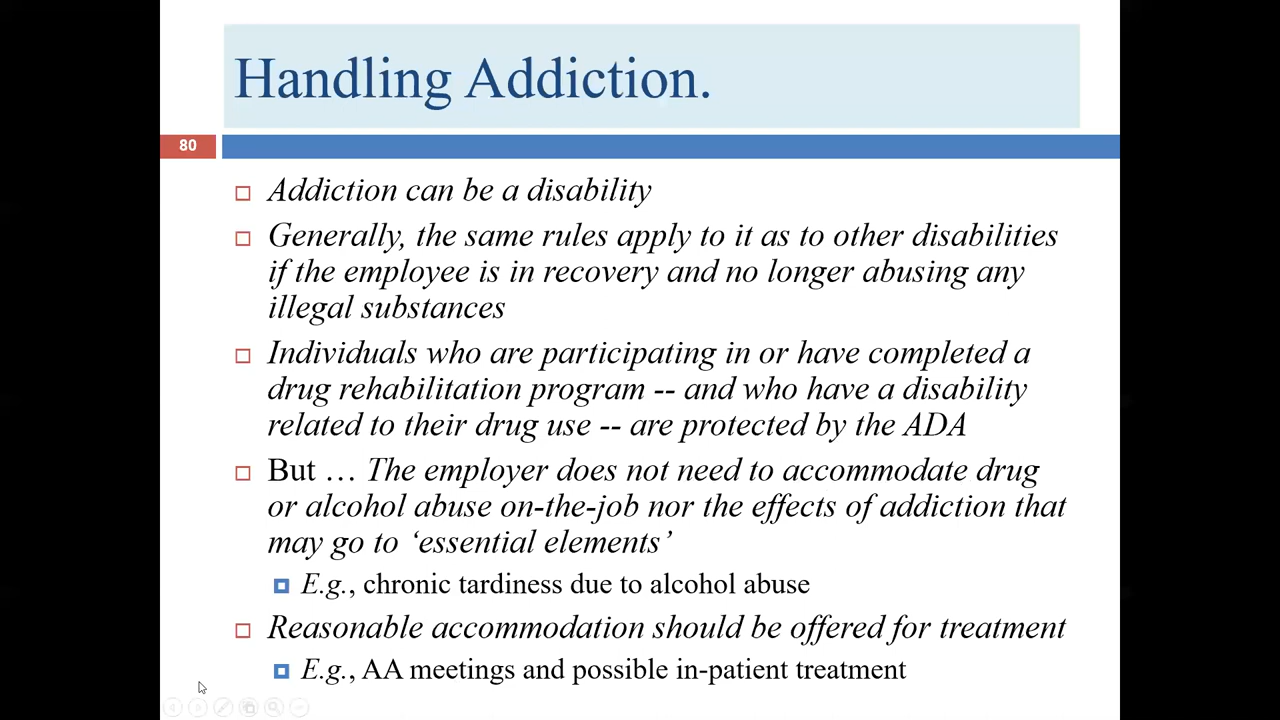 Handling Addiction.
80
Addiction can be a disability
Generally, the same rules apply to it as to other disabilities
if the employee is in recovery and no longer abusing any
illegal substances
Individuals who are participating in or have completed a
drug rehabilitation program -- and who have a disability
related to their drug use -- are protected by the ADA
But … The employer does not need to accommodate drug
or alcohol abuse on-the-job nor the effects of addiction that
may go to ‘essential elements’
E.g., chronic tardiness due to alcohol abuse
Reasonable accommodation should be offered for treatment
E.g., AA meetings and possible in-patient treatment